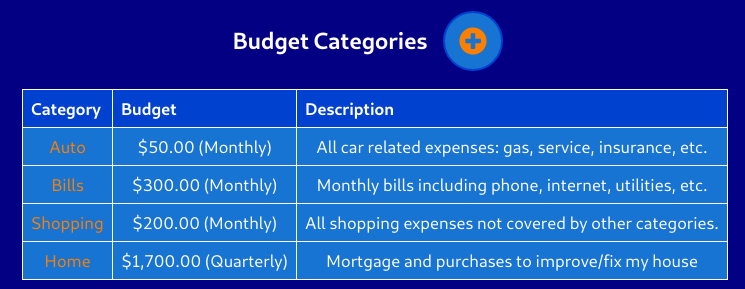 Budget Categories
Category Budget Description
Auto $50.00 (Monthly) All car related expenses: gas, service, insurance, etc.
Bills $300.00 (Monthly) Monthly bills including phone, internet, utilities, etc.
Shopping $200.00 (Monthly) All shopping expenses not covered by other categories.
Home $1,700.00 (Quarterly) Mortgage and purchases to improve/fix my house